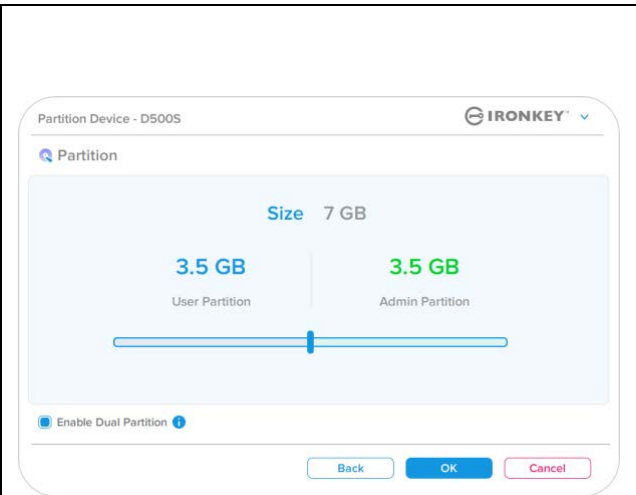 Partition Device - D500S
IRONKEY™
Partition
Size 7 GB
3.5 GB 3.5 GB
User Partition Admin Partition
Enable Dual Partition i
Back OK Cancel